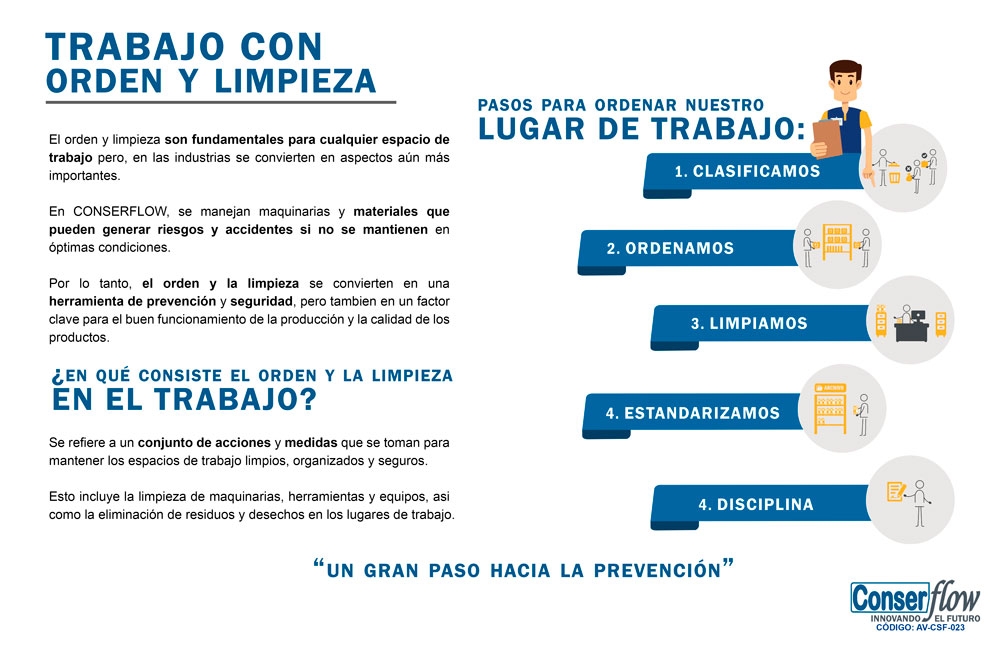 TRABAJO CON
ORDEN Y LIMPIEZA
El orden y limpieza son fundamentales para cualquier espacio de
trabajo pero, en las industrias se convierten en aspectos aún más
importantes.
En CONSERFLOW, se manejan maquinarias y materiales que
pueden generar riesgos y accidentes si no se mantienen en
óptimas condiciones.
Por lo tanto, el orden y la limpieza se convierten en una
herramienta de prevención y seguridad, pero tambien en un factor
clave para el buen funcionamiento de la producción y la calidad de los
productos.
¿EN QUÉ CONSISTE EL ORDEN Y LA LIMPIEZA
EN EL TRABAJO?
Se refiere a un conjunto de acciones y medidas que se toman para
mantener los espacios de trabajo limpios, organizados y seguros.
Esto incluye la limpieza de maquinarias, herramientas y equipos, asi
como la eliminación de residuos y desechos en los lugares de trabajo.
PASOS PARA ORDENAR NUESTRO
LUGAR DE TRABAJO:
1. CLASIFICAMOS
2. ORDENAMOS
3. LIMPIAMOS
4. ESTANDARIZAMOS
4. DISCIPLINA
“UN GRAN PASO HACIA LA PREVENCIÓN”
Conserflow
INNOVANDO EL FUTURO
CÓDIGO: AV-CSF-023